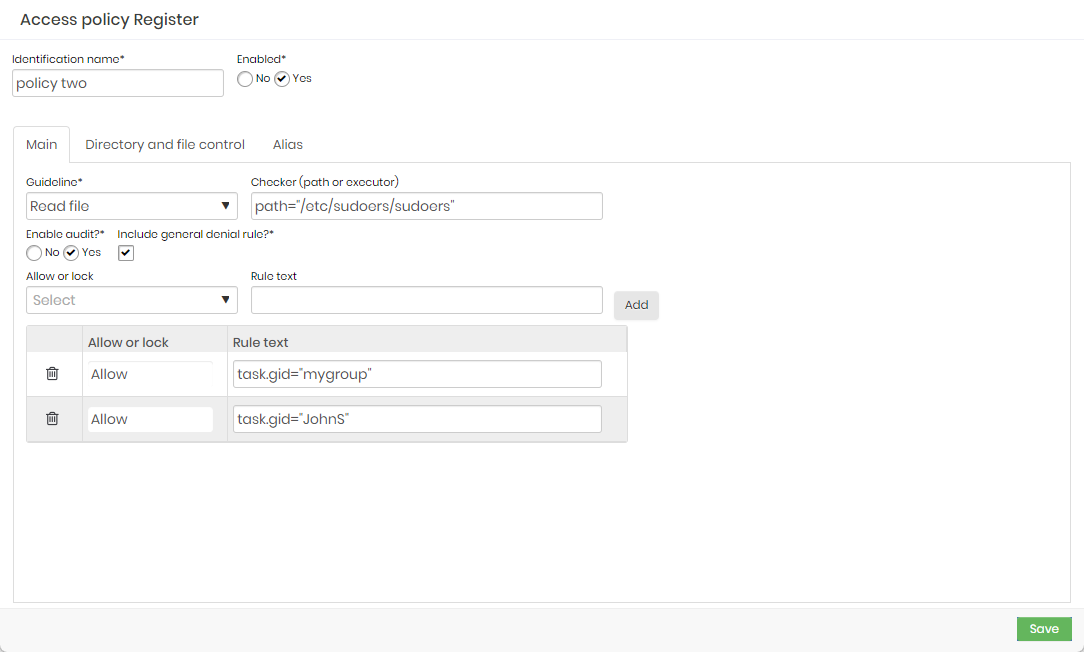 Access policy Register
Identification name* Enabled*
policy two No Yes
Main Directory and file control Alias
Guideline* Checker (path or executor)
Read file path="/etc/sudoers/sudoers"
Enable audit?* Include general denial rule?*
No Yes
Allow or lock Rule text
Select Add
Allow or lock Rule text
Allow task.gid="mygroup"
Allow task.gid="JohnS"
Save